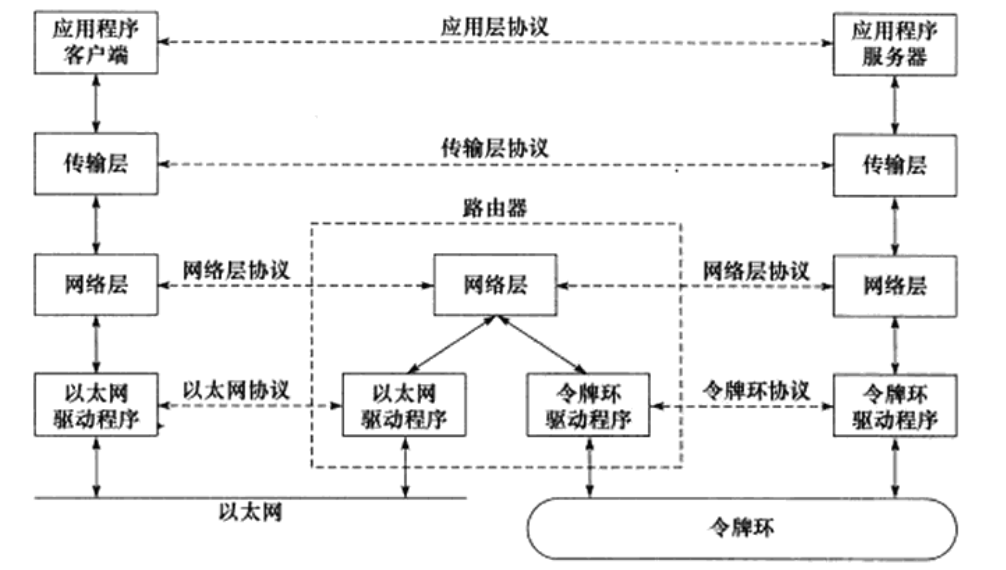 应用程序
客户端
应用层协议
应用程序
服务器
传输层
传输层协议
传输层
路由器
网络层
网络层协议
网络层
网络层协议
网络层
以太网
驱动程序
以太网协议
以太网
驱动程序
令牌环
驱动程序
令牌环协议
令牌环
驱动程序
以太网
令牌环